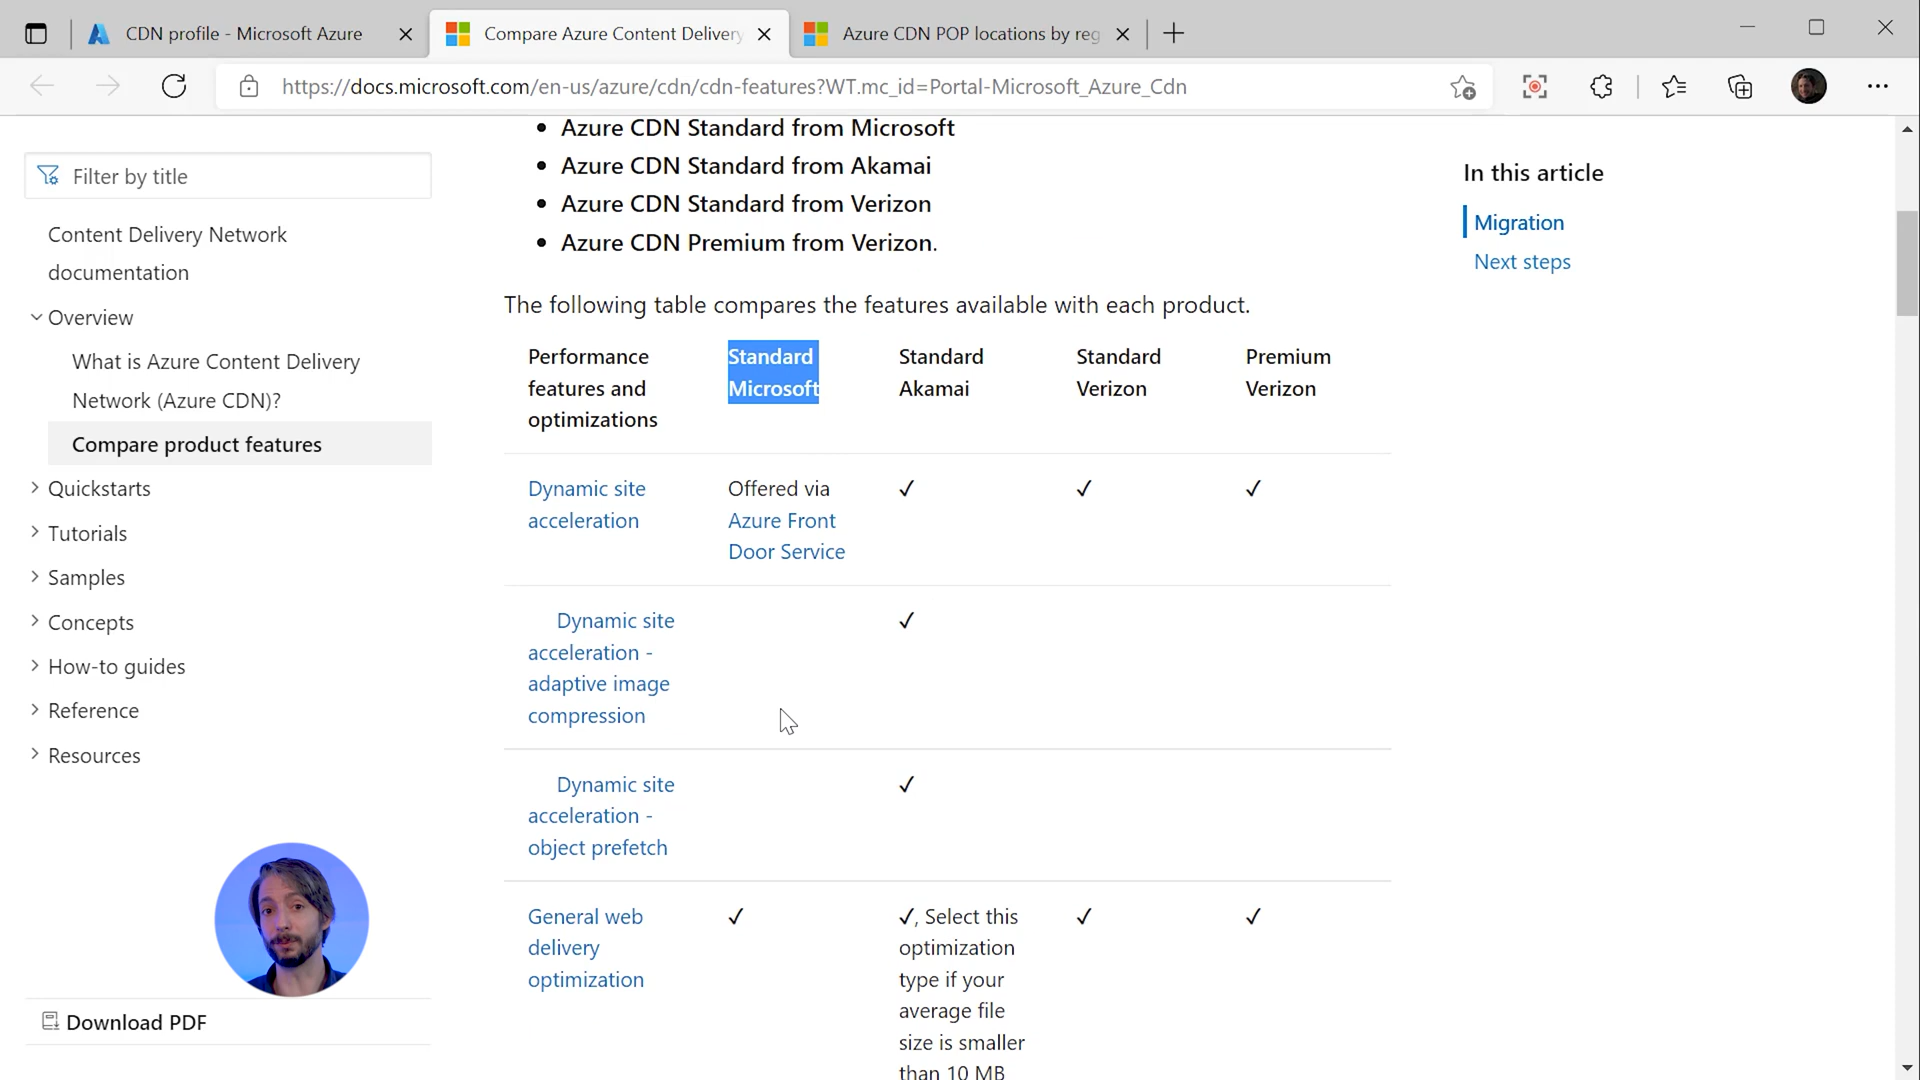 CDN profile - Microsoft Azure
Compare Azure Content Delivery
Azure CDN POP locations by reg
https://docs.microsoft.com/en-us/azure/cdn/cdn-features?WT.mc_id=Portal-Microsoft_Azure_Cdn
Filter by title
Content Delivery Network
documentation
Overview
What is Azure Content Delivery
Network (Azure CDN)?
Compare product features
Quickstarts
Tutorials
Samples
Concepts
How-to guides
Reference
Resources
Download PDF
• Azure CDN Standard from Microsoft
• Azure CDN Standard from Akamai
• Azure CDN Standard from Verizon
• Azure CDN Premium from Verizon.
The following table compares the features available with each product.
Performance
features and
optimizations
Standard
Microsoft
Standard
Akamai
Standard
Verizon
Premium
Verizon
Dynamic site
acceleration
Offered via
Azure Front
Door Service
✓
✓
✓
Dynamic site
acceleration -
adaptive image
compression
✓
Dynamic site
acceleration -
object prefetch
✓
General web
delivery
optimization
✓
✓, Select this
optimization
type if your
average file
size is smaller
than 10 MB
✓
✓
In this article
Migration
Next steps